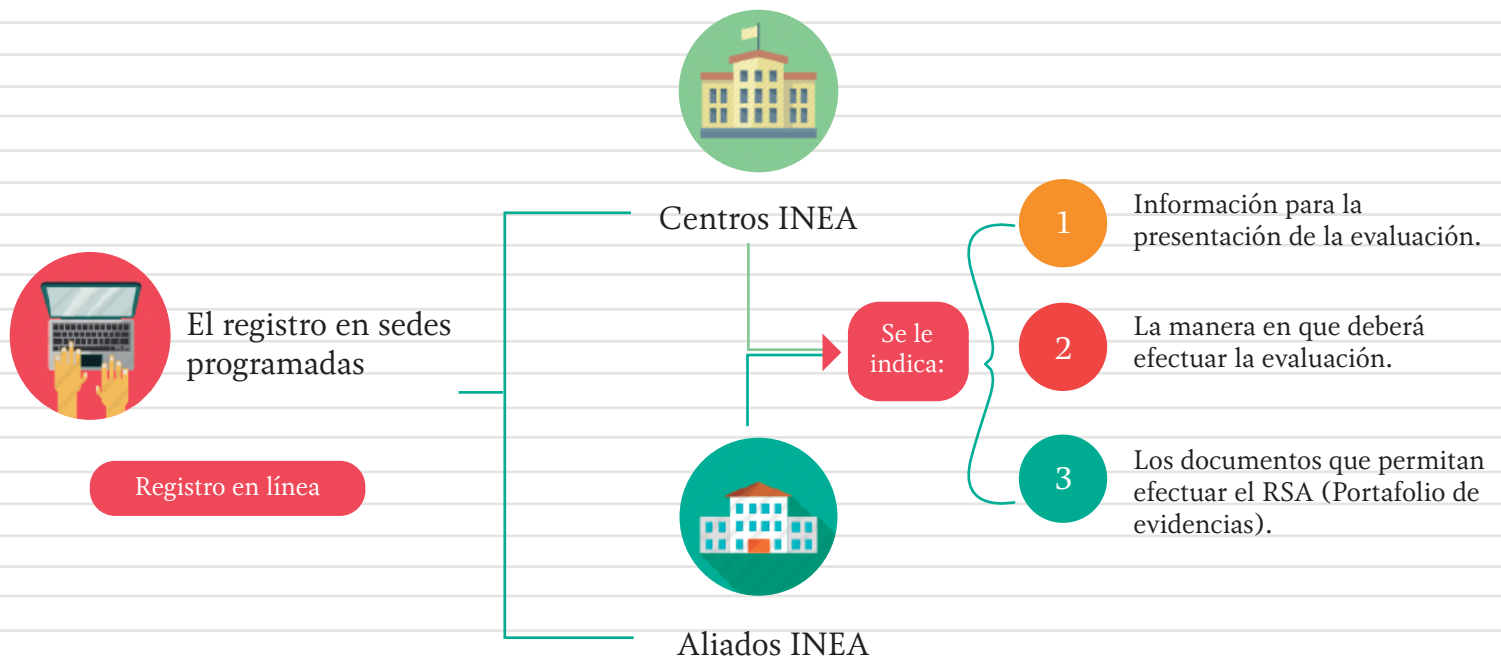 El registro en sedes
programadas
Registro en línea
Centros INEA
Aliados INEA
Se le
indica:
1
Información para la
presentación de la evaluación.
2
La manera en que deberá
efectuar la evaluación.
3
Los documentos que permitan
efectuar el RSA (Portafolio de
evidencias).